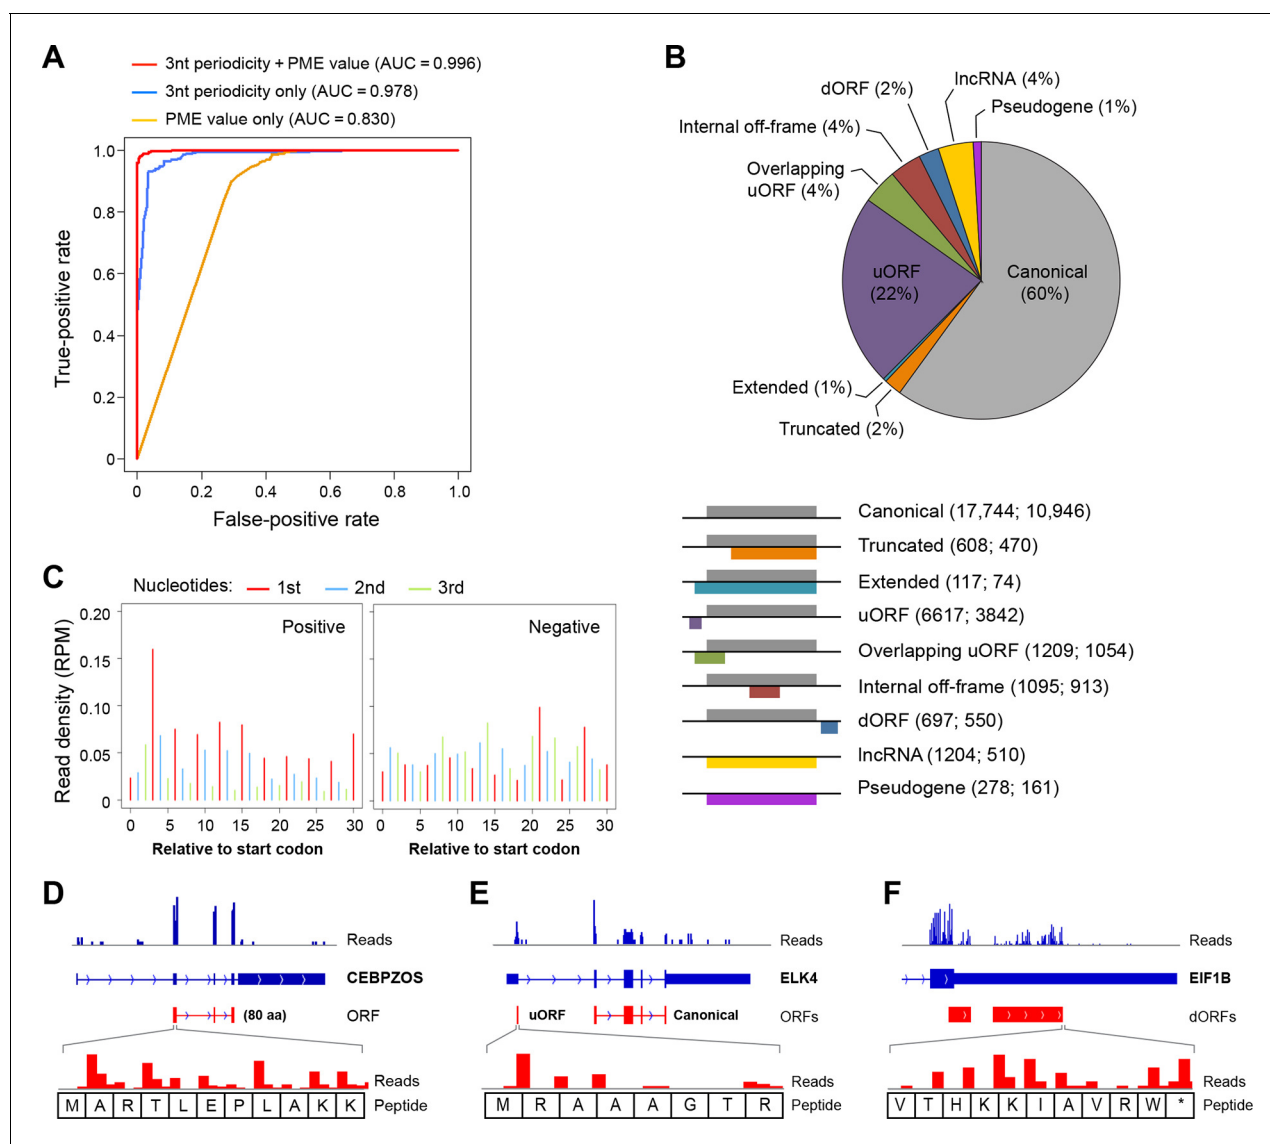 A
3nt periodicity + PME value (AUC = 0.996)
3nt periodicity only (AUC = 0.978)
PME value only (AUC = 0.830)
True-positive rate
1.0
0.8
0.6
0.4
0.2
0
0 0.2 0.4 0.6 0.8 1.0
False-positive rate
B
lncRNA (4%)
dORF (2%)
Pseudogene (1%)
Internal off-frame (4%)
Overlapping
uORF (4%)
uORF
(22%)
Canonical
(60%)
Extended (1%)
Truncated (2%)
Canonical (17,744; 10,946)
Truncated (608; 470)
Extended (117; 74)
uORF (6617; 3842)
Overlapping uORF (1209; 1054)
Internal off-frame (1095; 913)
dORF (697; 550)
lncRNA (1204; 510)
Pseudogene (278; 161)
C
Nucleotides: 1st 2nd 3rd
Read density (RPM)
0.20
0.15
0.10
0.05
0
Positive
Negative
0 5 10 15 20 25 30
0 5 10 15 20 25 30
Relative to start codon
Relative to start codon
D
Reads
CEBPZOS
(80 aa)
ORF
Reads
M A R T L E P L A K K
Peptide
E
Reads
ELK4
uORF
Canonical
ORFs
Reads
M R A A A G T R
Peptide
F
Reads
EIF1B
dORFs
Reads
V T H K K I A V R W *
Peptide